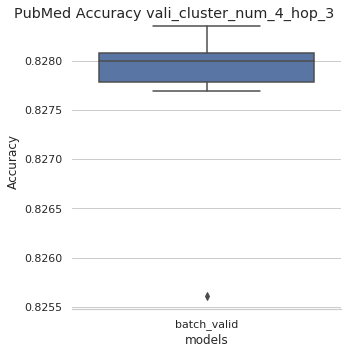 PubMed Accuracy vali_cluster_num_4_hop_3
0.8280
0.8275
0.8270
0.8265
0.8260
0.8255
Accuracy
batch_valid
models